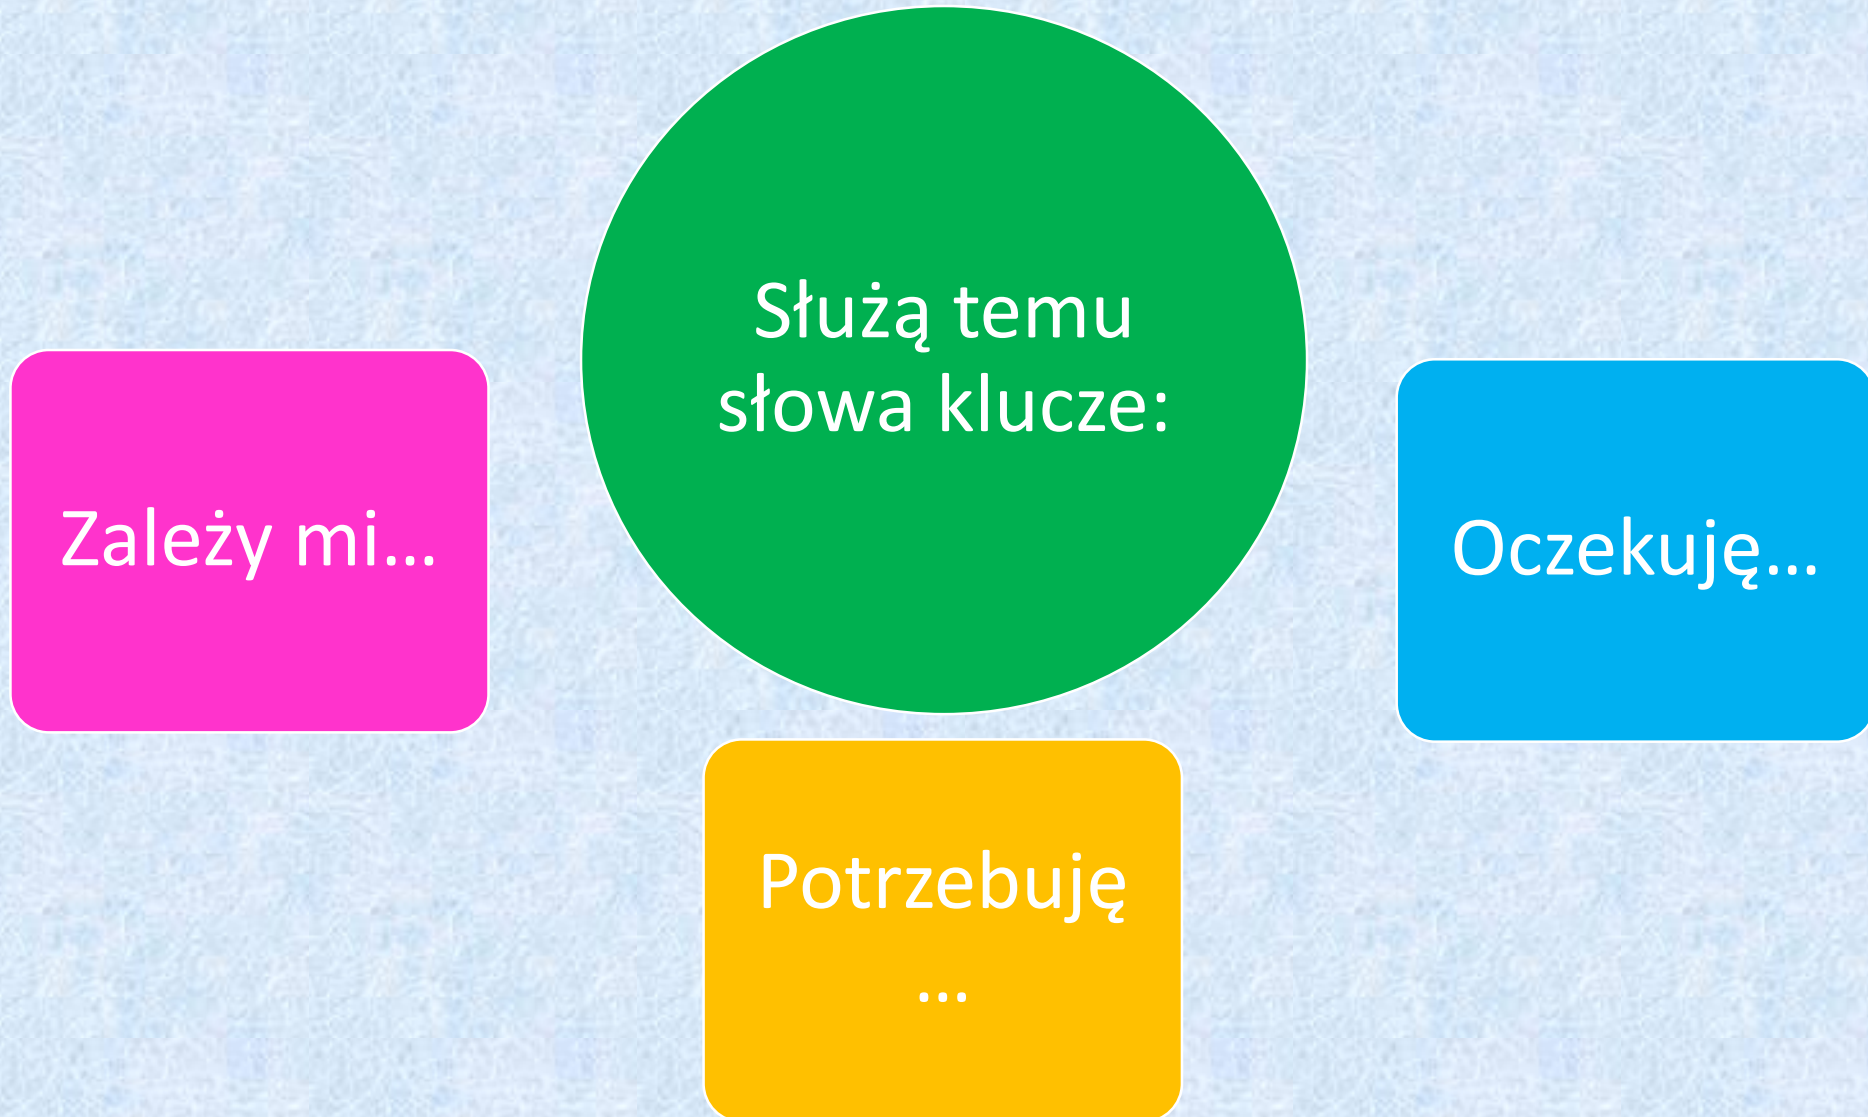 Służą temu
słowa klucze:
Zależy mi...
Oczekuję...
Potrzebuję
...